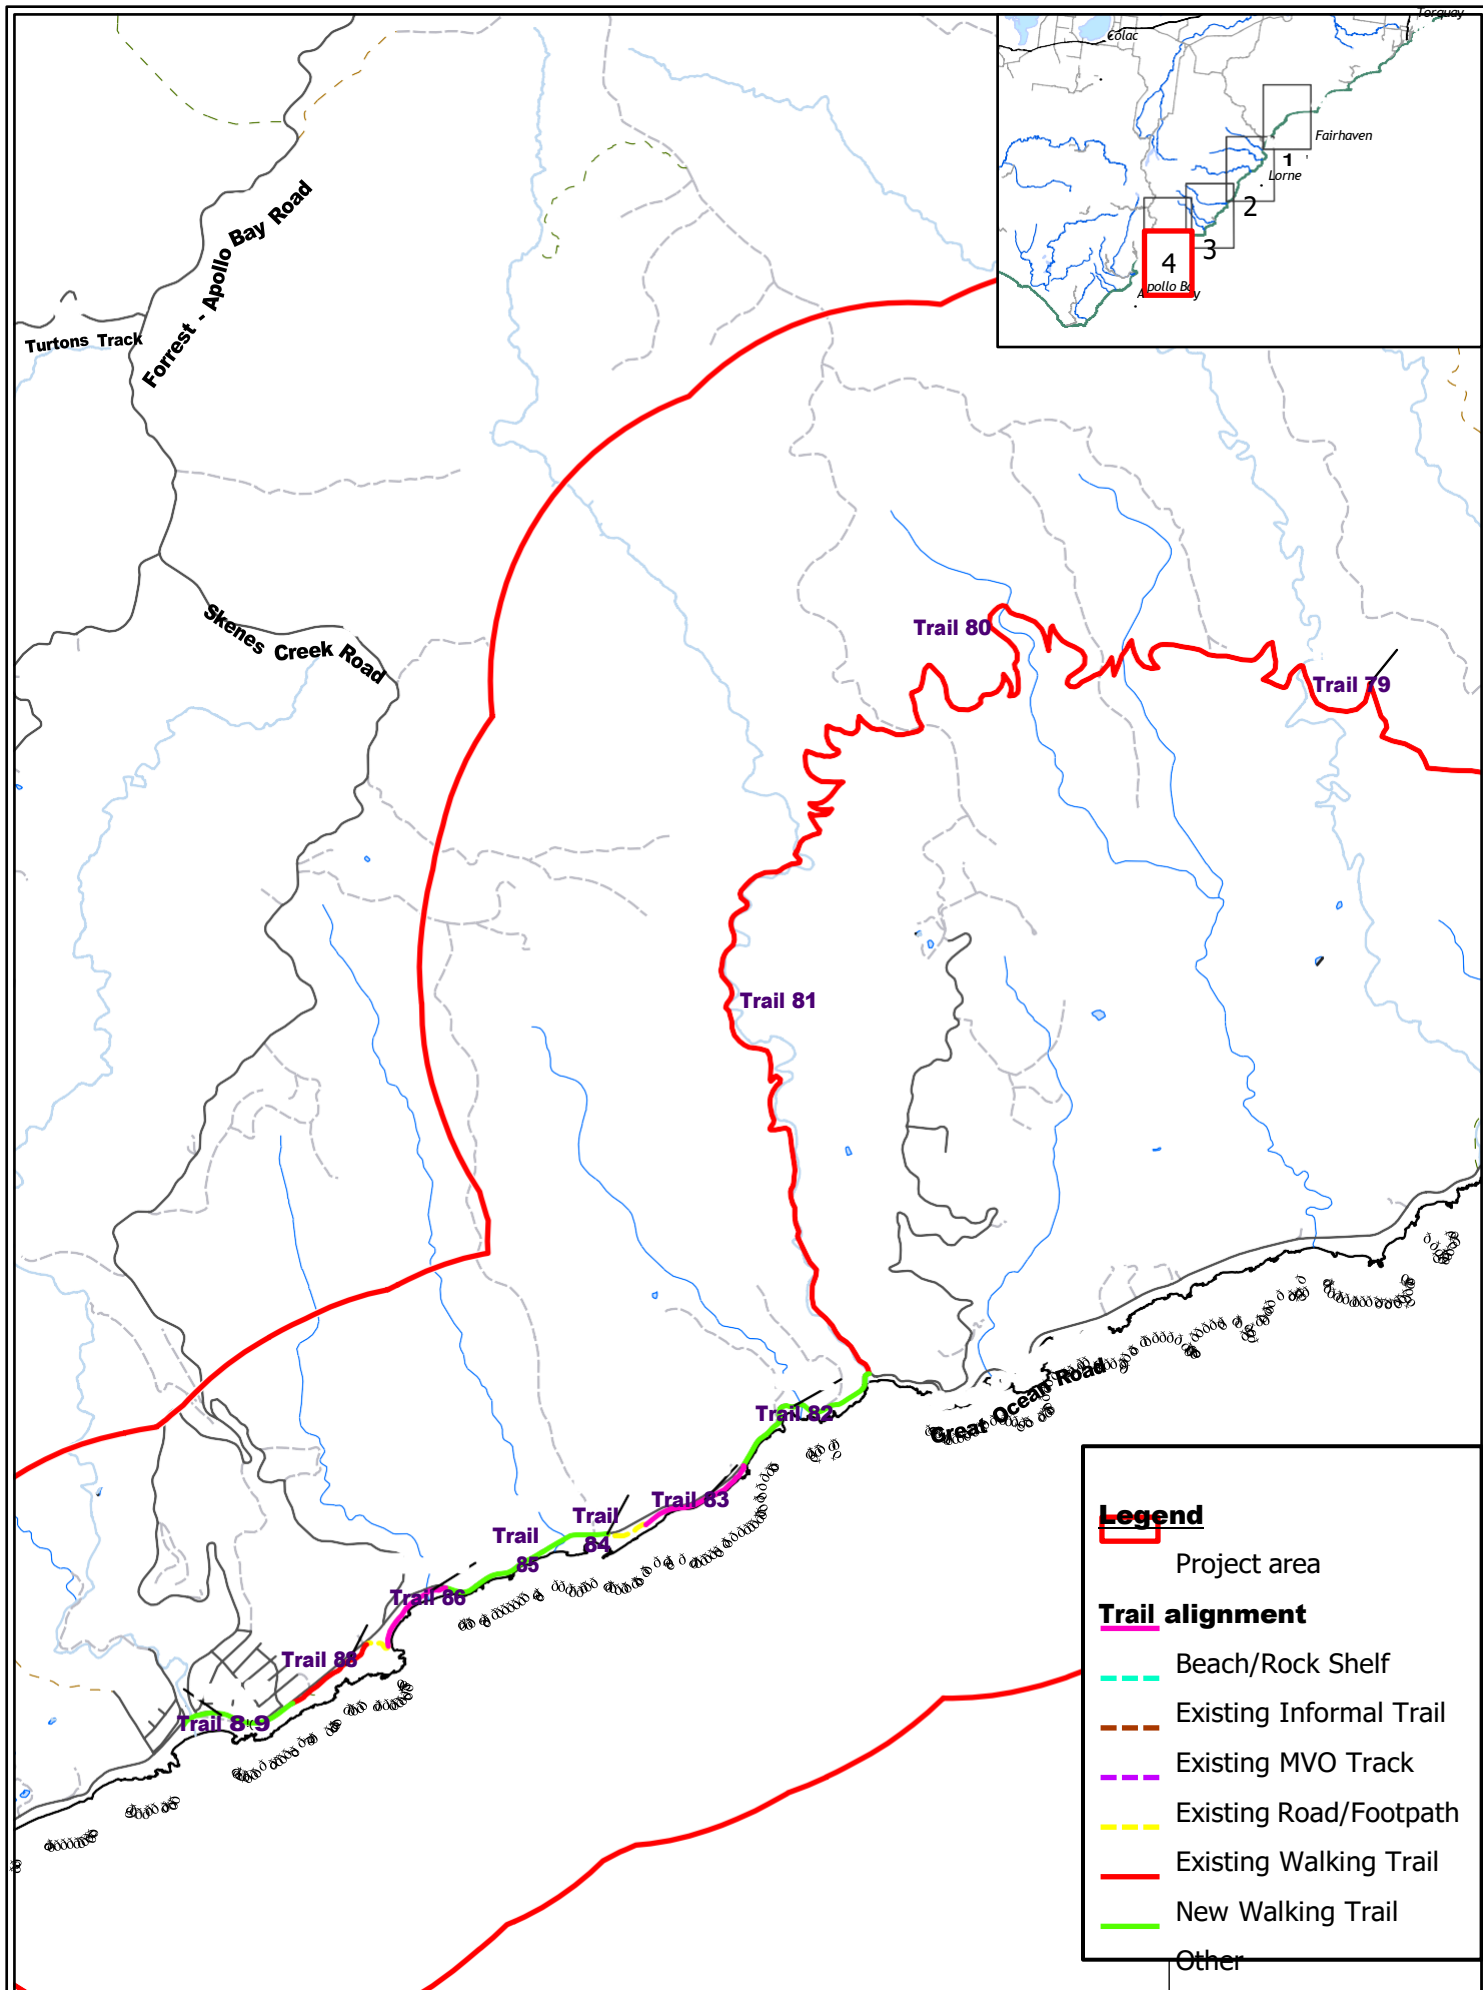 Torquay
Colac
Fairhaven
1
Lorne
2
3
4
Apollo Bay
Forrest - Apollo Bay Road
Turtons Track
Skenes Creek Road
Trail 80
Trail 79
Trail 81
Great Ocean Road
Trail 82
Trail 83
Trail
84
Trail
85
Trail 86
Trail 88
Trail 89
Legend
Project area
Trail alignment
Beach/Rock Shelf
Existing Informal Trail
Existing MVO Track
Existing Road/Footpath
Existing Walking Trail
New Walking Trail
Other